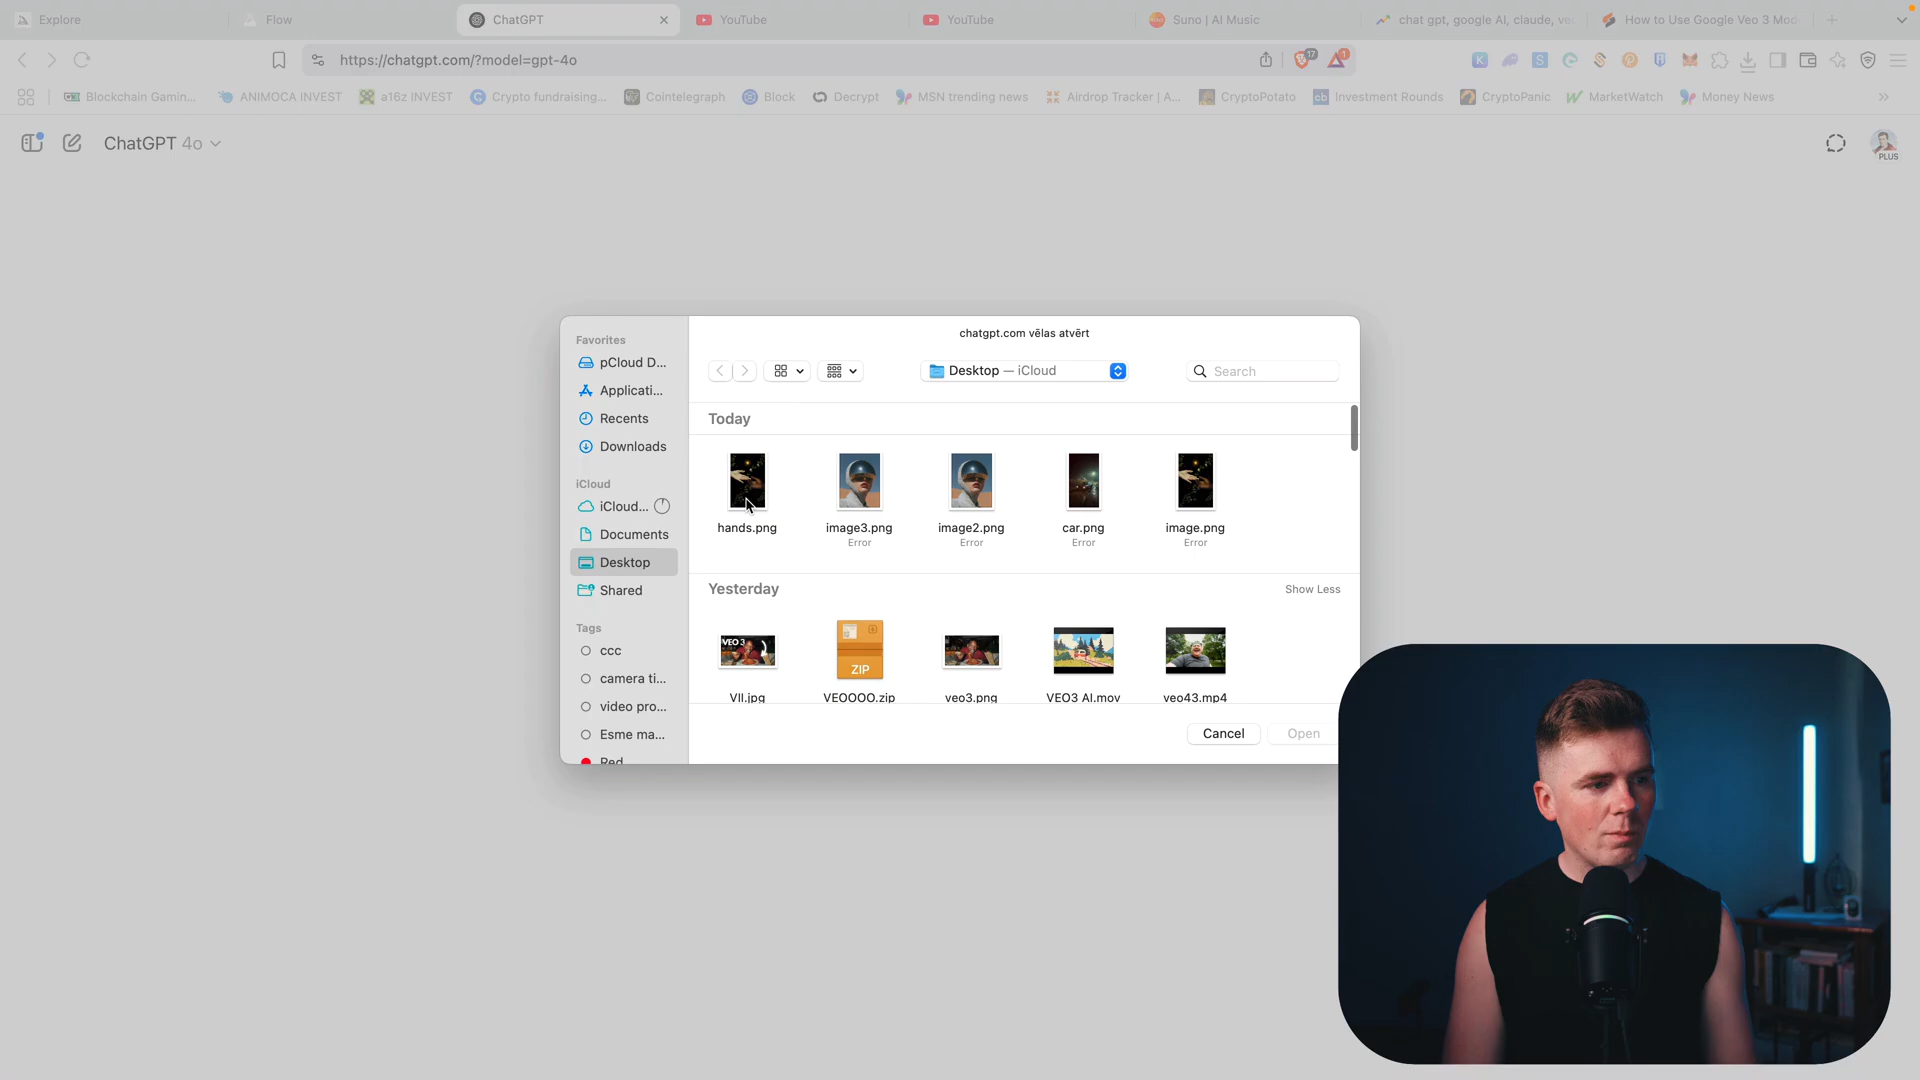 Explore
Flow
ChatGPT
YouTube
YouTube
Suno | AI Music
chat gpt, google AI, claude, ve
How to Use Google Veo 3 Mod
https://chatgpt.com/?model=gpt-4o
17
1
Blockchain Gamin...
ANIMOCA INVEST
a16z INVEST
Crypto fundraising...
Cointelegraph
Block
Decrypt
MSN trending news
Airdrop Tracker | A...
CryptoPotato
Investment Rounds
CryptoPanic
MarketWatch
Money News
ChatGPT 4o
PLUS
chatgpt.com vēlas atvērt
Favorites
pCloud D...
Applicati...
Recents
Downloads
iCloud
iCloud...
Documents
Desktop
Shared
Tags
ccc
camera ti...
video pro...
Esme ma...
Red
Desktop — iCloud
Search
Today
hands.png
image3.png
Error
image2.png
Error
car.png
Error
image.png
Error
Yesterday
Show Less
VEO 3
ZIP
VII.jpg
VEOOOO.zip
veo3.png
VEO3 AI.mov
veo43.mp4
Cancel
Open